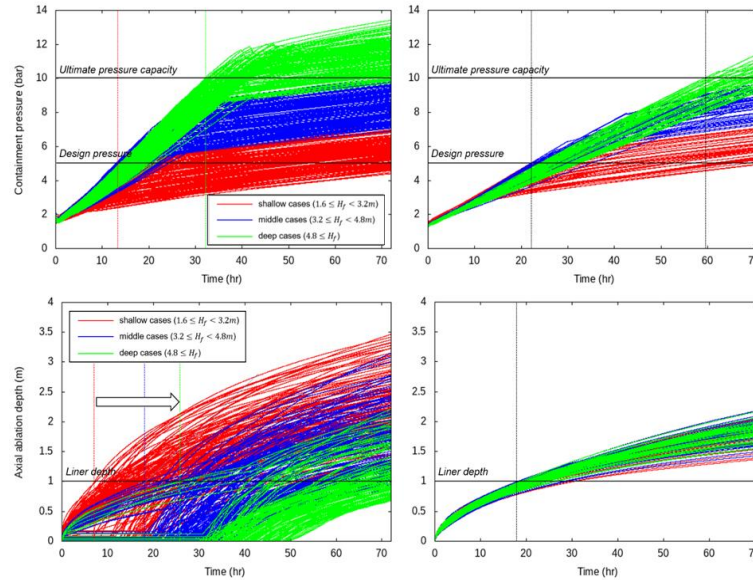 14
12
10
8
6
4
2
0
Containment pressure (bar)
Ultimate pressure capacity
Design pressure
shallow cases (1.6 ≤ H_f < 3.2m)
middle cases (3.2 ≤ H_f < 4.8m)
deep cases (4.8 ≤ H_f)
0 10 20 30 40 50 60 70
Time (hr)
14
12
10
8
6
4
2
0
Ultimate pressure capacity
Design pressure
0 10 20 30 40 50 60 70
Time (hr)
4
3.5
3
2.5
2
1.5
1
0.5
0
Axial ablation depth (m)
shallow cases (1.6 ≤ H_f < 3.2m)
middle cases (3.2 ≤ H_f < 4.8m)
deep cases (4.8 ≤ H_f)
Liner depth
0 10 20 30 40 50 60 70
Time (hr)
4
3.5
3
2.5
2
1.5
1
0.5
0
Liner depth
0 10 20 30 40 50 60 70
Time (hr)